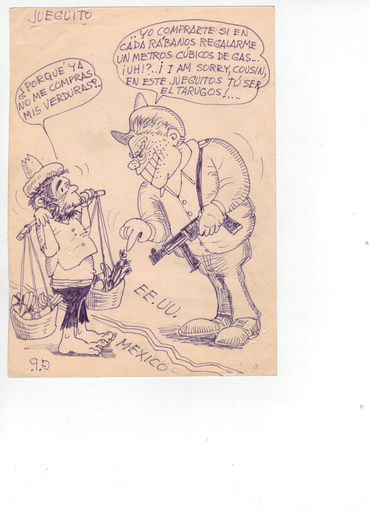 JUEGUITO
¿PORQUE YA
NO ME COMPRAS
MIS VERDURAS?..
..YO COMPRARTE SI EN
CADA RÁBANOS REGALARME
UN METROS CÚBICOS DE GAS...
¡UH!?..¡I AM SORRY, COUSIN,
EN ESTE JUEGUITOS TÚ SER
EL TARUGOS!....
EE.UU.
MEXICO